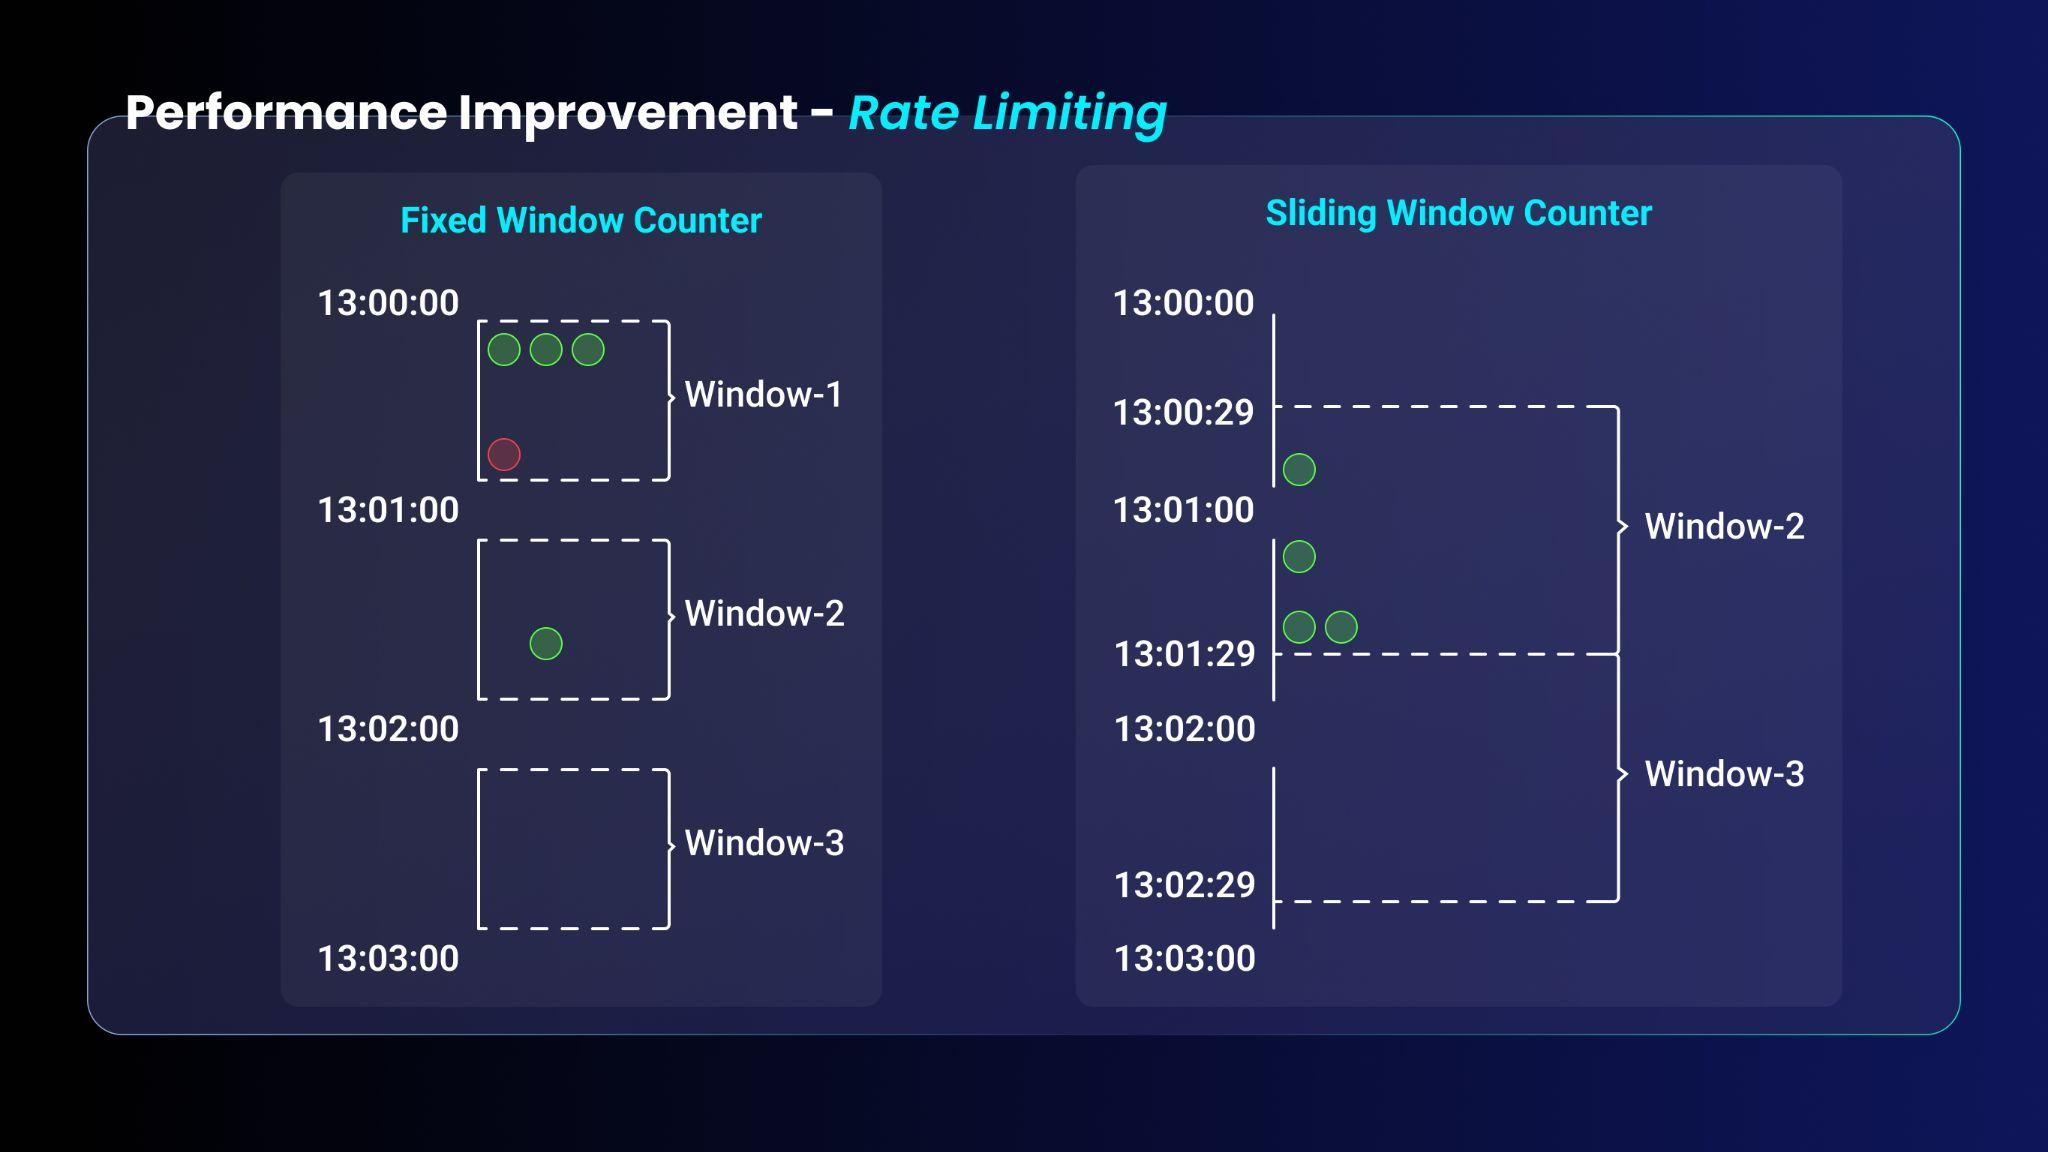 Performance Improvement - Rate Limiting
Fixed Window Counter
13:00:00
Window-1
13:01:00
Window-2
13:02:00
Window-3
13:03:00
Sliding Window Counter
13:00:00
13:00:29
13:01:00
Window-2
13:01:29
13:02:00
Window-3
13:02:29
13:03:00